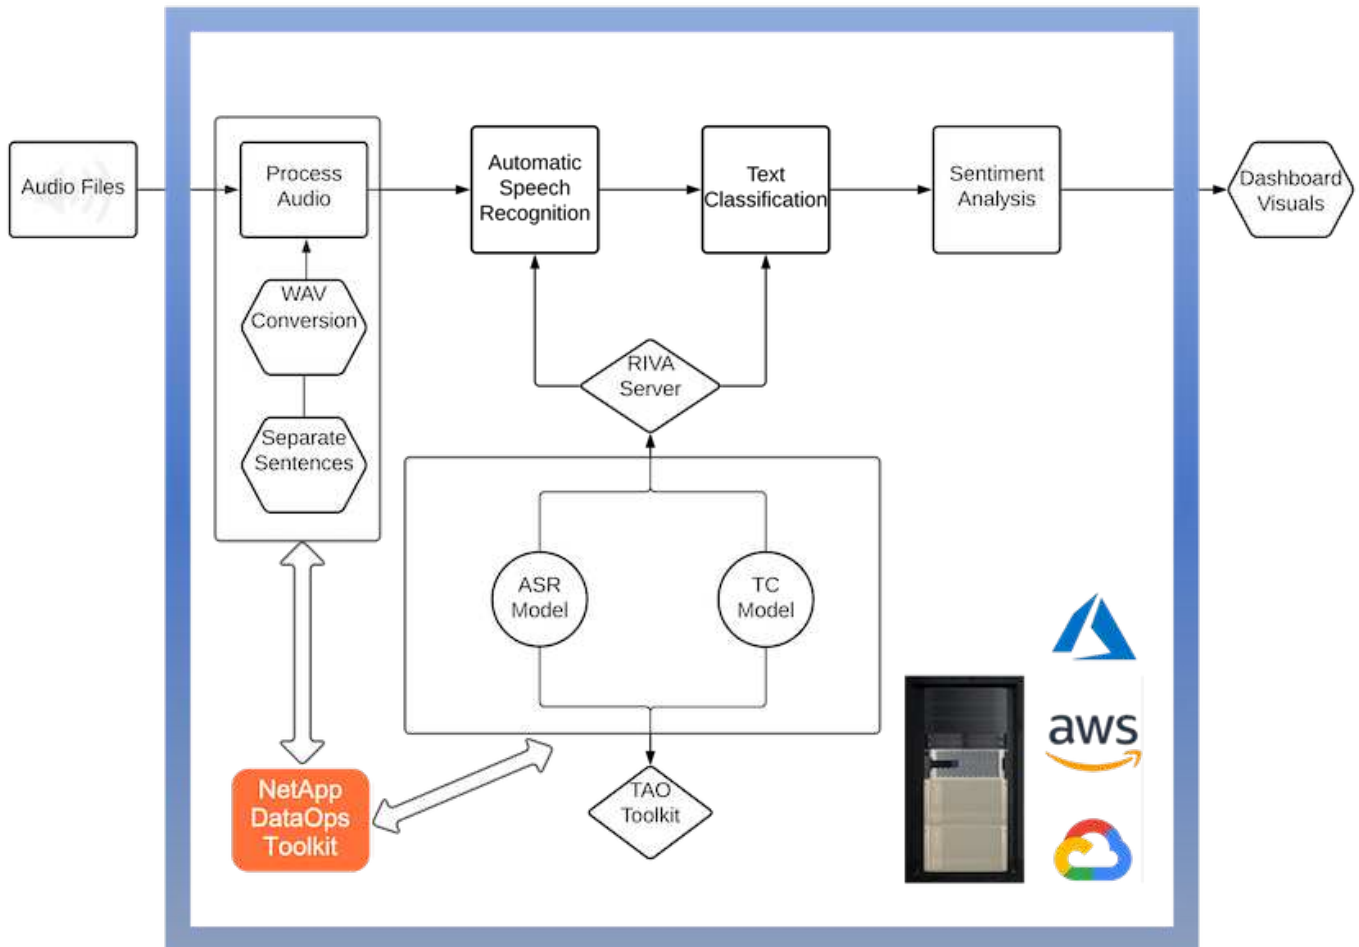 Audio Files
Process
Audio
Automatic
Speech
Recognition
Text
Classification
Sentiment
Analysis
Dashboard
Visuals
WAV
Conversion
Separate
Sentences
RIVA
Server
ASR
Model
TC
Model
NetApp
DataOps
Toolkit
TAO
Toolkit
aws